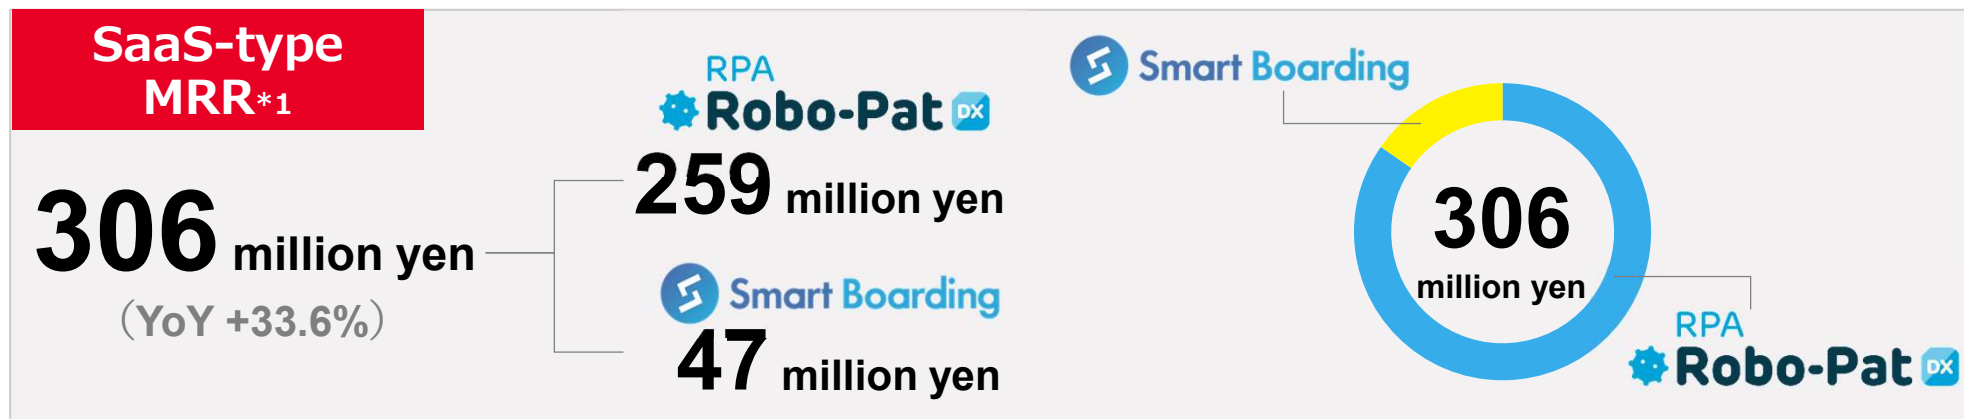 SaaS-type
MRR*1
306 million yen
（YoY +33.6%）
RPA
Robo-Pat DX
259 million yen
Smart Boarding
47 million yen
Smart Boarding
306
million yen
RPA
Robo-Pat DX